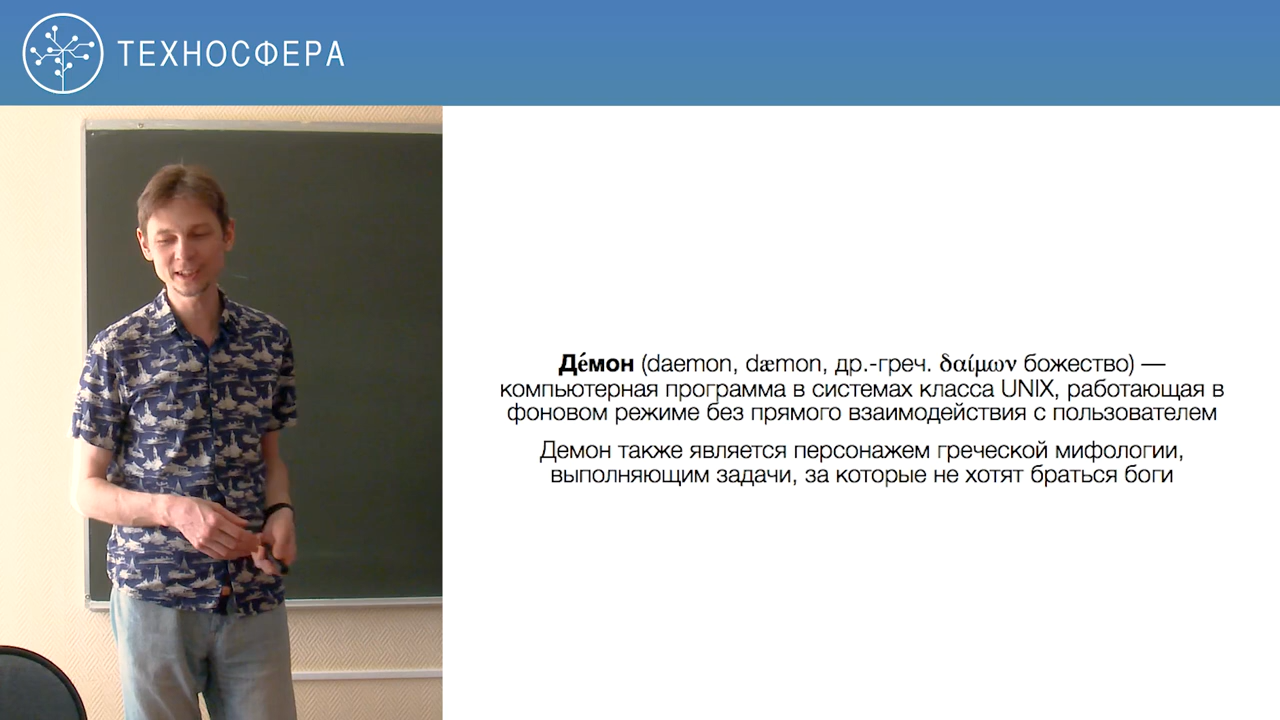 ТЕХНОСФЕРА
Де́мон (daemon, dæmon, др.-греч. δαίμων божество) —
компьютерная программа в системах класса UNIX, работающая в
фоновом режиме без прямого взаимодействия с пользователем
Демон также является персонажем греческой мифологии,
выполняющим задачи, за которые не хотят браться боги